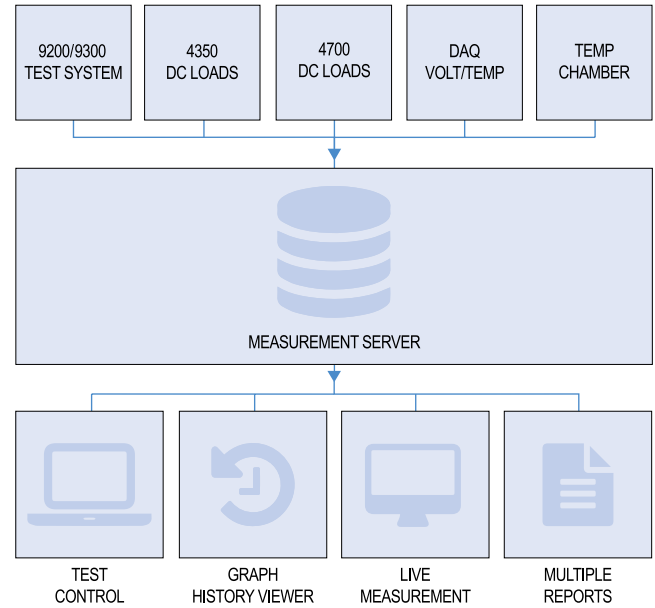 9200/9300
TEST SYSTEM
4350
DC LOADS
4700
DC LOADS
DAQ
VOLT/TEMP
TEMP
CHAMBER
MEASUREMENT SERVER
TEST
CONTROL
GRAPH
HISTORY VIEWER
LIVE
MEASUREMENT
MULTIPLE
REPORTS